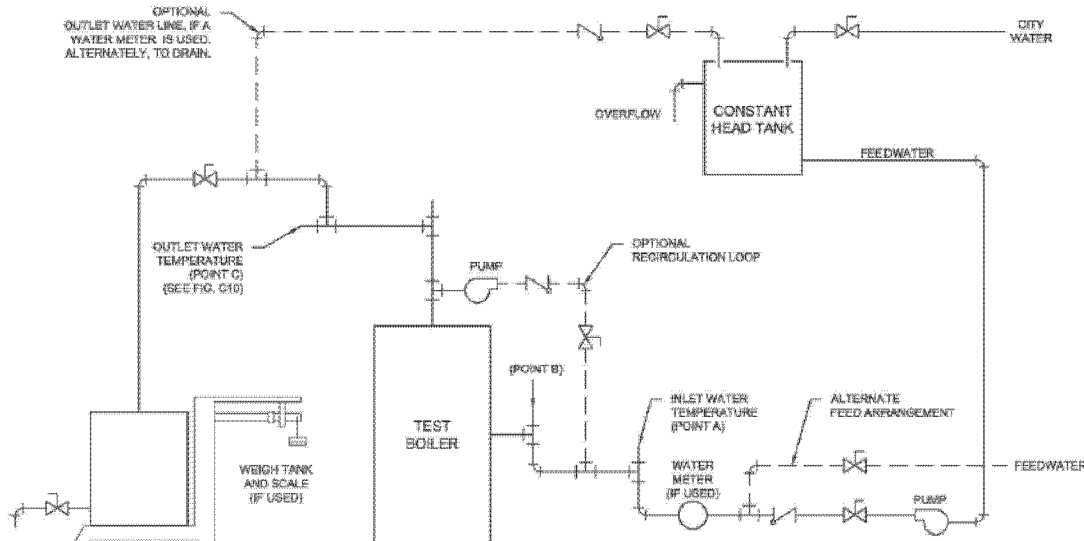 OPTIONAL
OUTLET WATER LINE, IF A
WATER METER IS USED.
ALTERNATELY, TO DRAIN.
CITY
WATER
OVERFLOW
CONSTANT
HEAD TANK
FEEDWATER
OUTLET WATER
TEMPERATURE
(POINT C)
(SEE FIG. C10)
PUMP
OPTIONAL
RECIRCULATION LOOP
(POINT B)
INLET WATER
TEMPERATURE
(POINT A)
ALTERNATE
FEED ARRANGEMENT
TEST
BOILER
WEIGH TANK
AND SCALE
(IF USED)
WATER
METER
(IF USED)
FEEDWATER
PUMP